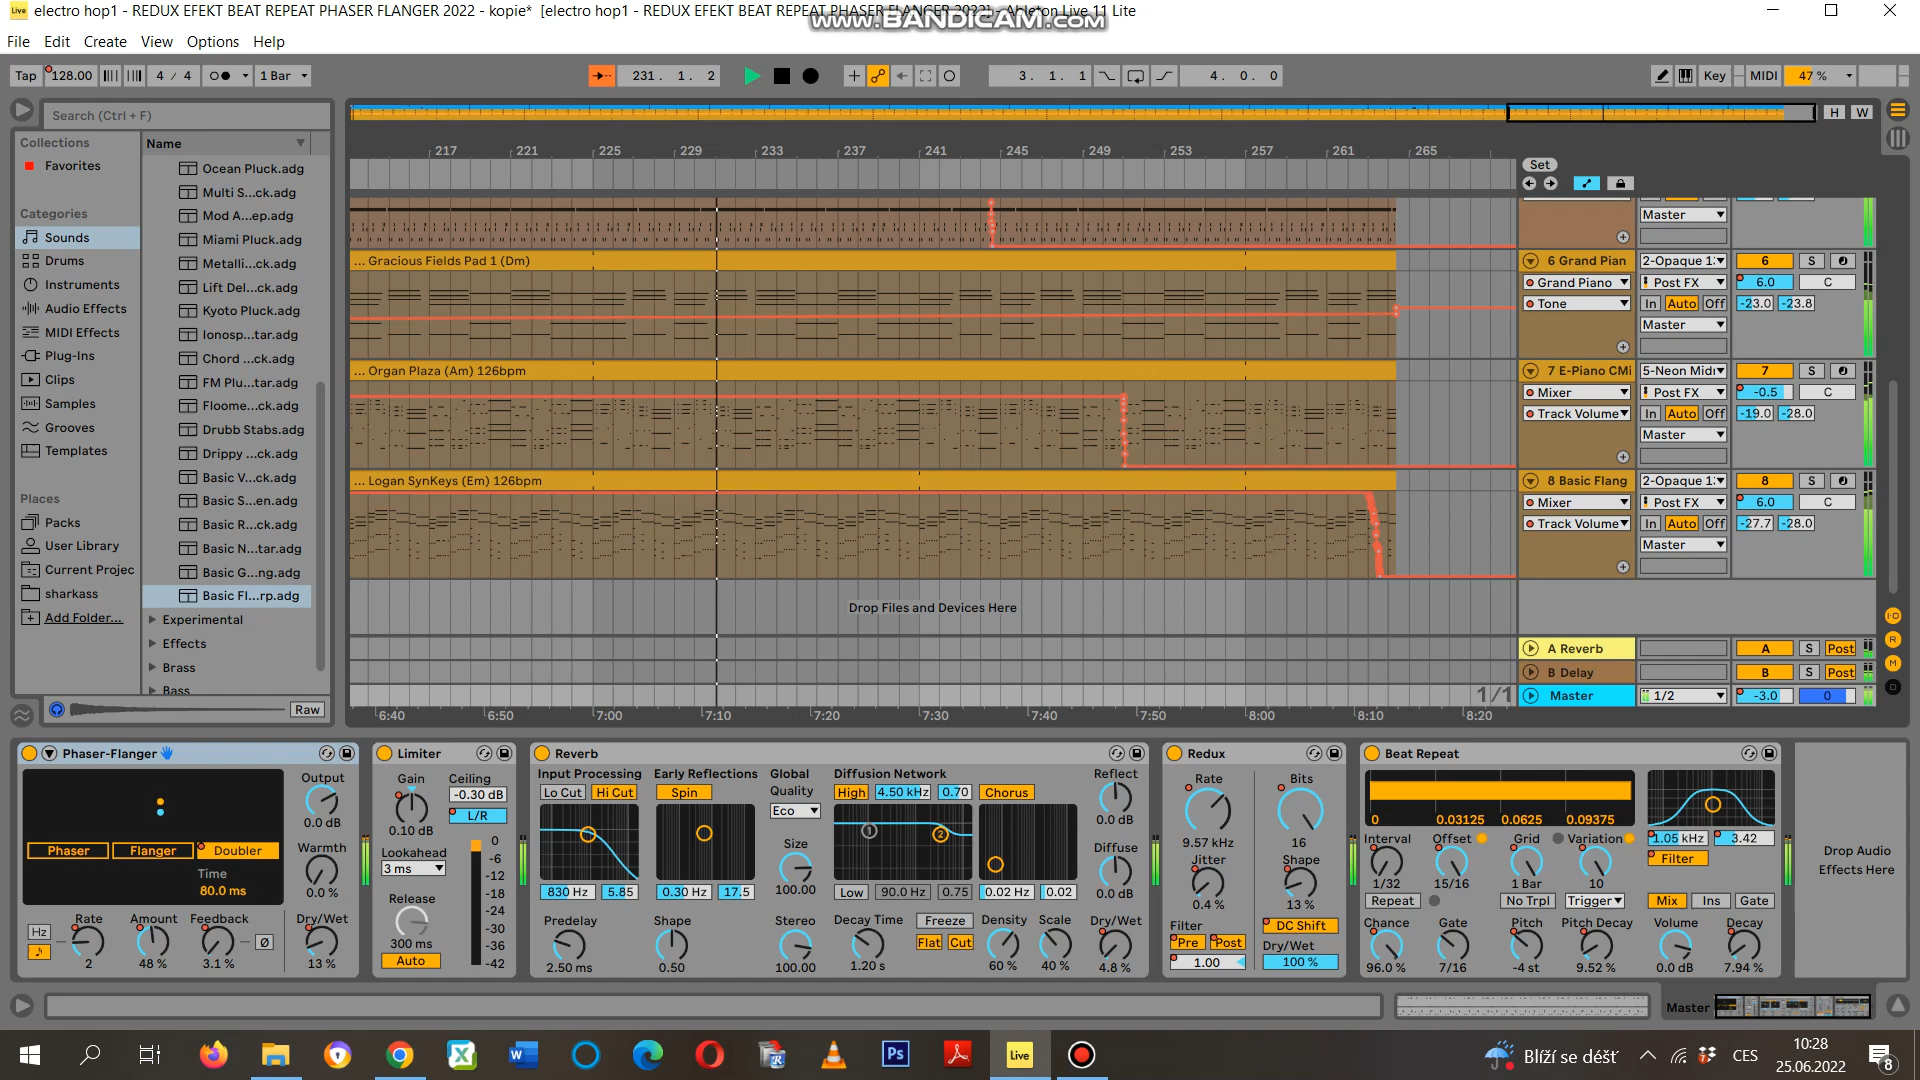 electro hop1 - REDUX EFEKT BEAT REPEAT PHASER FLANGER 2022 - kopie* [electro hop1 - REDUX EFEKT BEAT REPEAT PHASER FLANGER 2022] - Ableton Live 11 Lite
www.BANDICAM.com
File Edit Create View Options Help
Tap 128.00 4 / 4 1 Bar 231. 1. 2 3. 1. 1 4. 0. 0 Key MIDI 47 %
Search (Ctrl + F)
H W
Collections Name
Favorites
Categories
Sounds
Drums
Instruments
Audio Effects
MIDI Effects
Plug-Ins
Clips
Samples
Grooves
Templates
Places
Packs
User Library
Current Projec
sharkass
Add Folder...
Ocean Pluck.adg
Multi S...ck.adg
Mod A...ep.adg
Miami Pluck.adg
Metalli...ck.adg
Lift Del...ck.adg
Kyoto Pluck.adg
Ionosp...tar.adg
Chord ...ck.adg
FM Plu...tar.adg
Floome...ck.adg
Drubb Stabs.adg
Drippy ...ck.adg
Basic V...ck.adg
Basic S...en.adg
Basic R...ck.adg
Basic N...tar.adg
Basic G...ng.adg
Basic Fl...rp.adg
Experimental
Effects
Brass
Bass
Raw
217 221 225 229 233 237 241 245 249 253 257 261 265
Set
Master
... Gracious Fields Pad 1 (Dm)
6 Grand Pian 2-Opaque 1: 6 S
Grand Piano Post FX 6.0 C
Tone In Auto Off -23.0 -23.8
Master
... Organ Plaza (Am) 126bpm
7 E-Piano CMi 5-Neon Midi 7 S
Mixer Post FX -0.5 C
Track Volume In Auto Off -19.0 -28.0
Master
... Logan SynKeys (Em) 126bpm
8 Basic Flang 2-Opaque 1: 8 S
Mixer Post FX 6.0 C
Track Volume In Auto Off -27.7 -28.0
Master
Drop Files and Devices Here
A Reverb A S Post
B Delay B S Post
1/1 Master 1/2 -3.0 0
6:40 6:50 7:00 7:10 7:20 7:30 7:40 7:50 8:00 8:10 8:20
Phaser-Flanger
Output
0.0 dB
Phaser Flanger Doubler
Warmth
0.0 %
Time
80.0 ms
Hz Rate Amount Feedback Dry/Wet
2 48 % 3.1 % Ø 13 %
Limiter
Gain Ceiling
-0.30 dB
L/R
0.10 dB
Lookahead
3 ms
Release
300 ms
Auto
0
-6
-12
-18
-24
-30
-36
-42
Reverb
Input Processing Early Reflections Global Diffusion Network Reflect
Lo Cut Hi Cut Spin Quality High 4.50 kHz 0.70 Chorus
Eco 0.0 dB
Size Diffuse
100.00
830 Hz 5.85 0.30 Hz 17.5 Low 90.0 Hz 0.75 0.02 Hz 0.02 0.0 dB
Predelay Shape Stereo Decay Time Freeze Density Scale Dry/Wet
Flat Cut
2.50 ms 0.50 100.00 1.20 s 60 % 40 % 4.8 %
Redux
Rate Bits
9.57 kHz 16
Jitter Shape
0.4 % 13 %
Filter DC Shift
Pre Post Dry/Wet
1.00 100 %
Beat Repeat
0 0.03125 0.0625 0.09375
Interval Offset Grid Variation 1.05 kHz 3.42
Filter
1/32 15/16 1 Bar 10
Repeat No Trpl Trigger Mix Ins Gate
Chance Gate Pitch Pitch Decay Volume Decay
96.0 % 7/16 -4 st 9.52 % 0.0 dB 7.94 %
Drop Audio
Effects Here
Master
W Ps Live
Blíží se déšť CES 10:28
25.06.2022 8